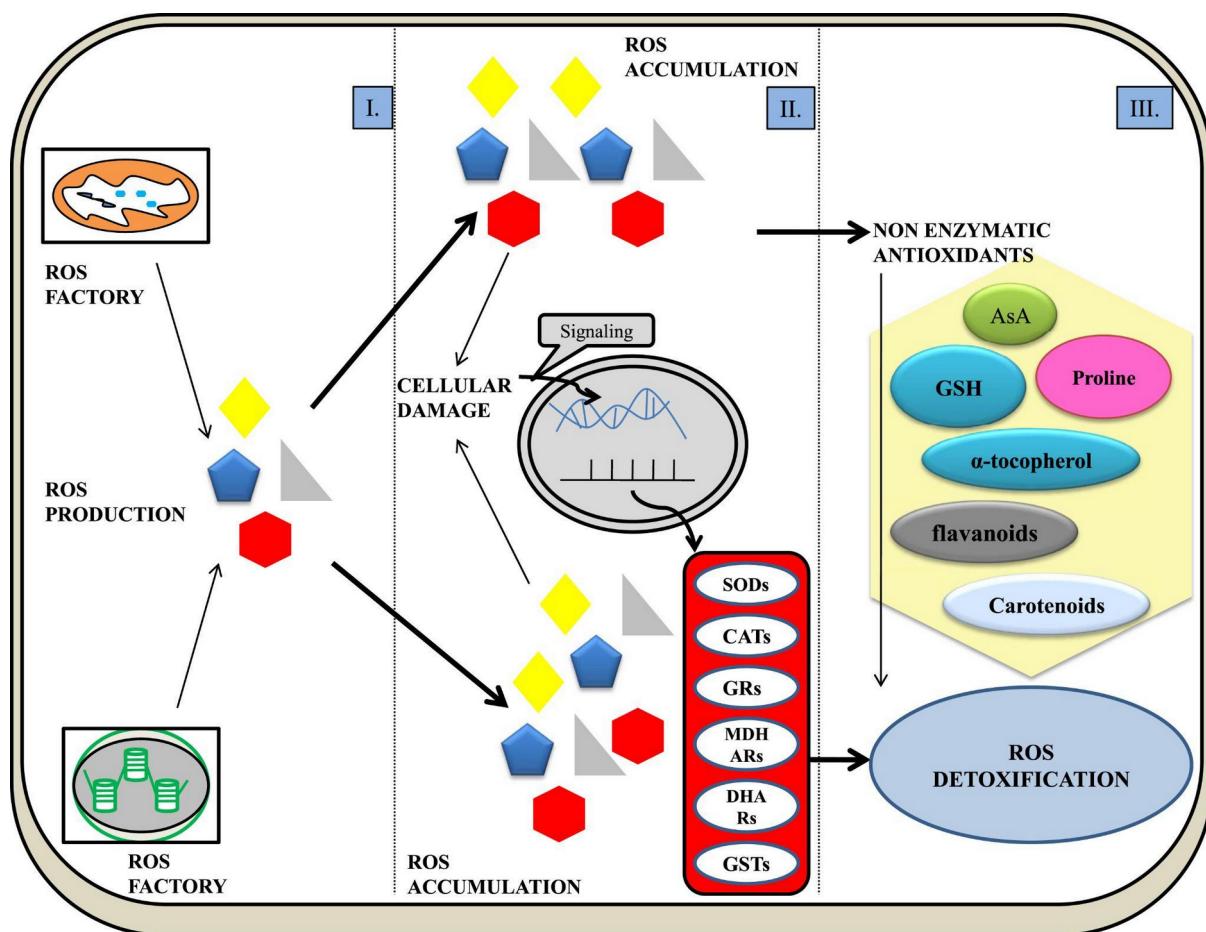 I.
ROS
FACTORY
ROS
PRODUCTION
ROS
FACTORY
ROS
ACCUMULATION
II.
Signaling
CELLULAR
DAMAGE
SODs
CATs
GRs
MDH
ARs
DHA
Rs
GSTs
ROS
ACCUMULATION
III.
NON ENZYMATIC
ANTIOXIDANTS
AsA
GSH
Proline
α-tocopherol
flavanoids
Carotenoids
ROS
DETOXIFICATION